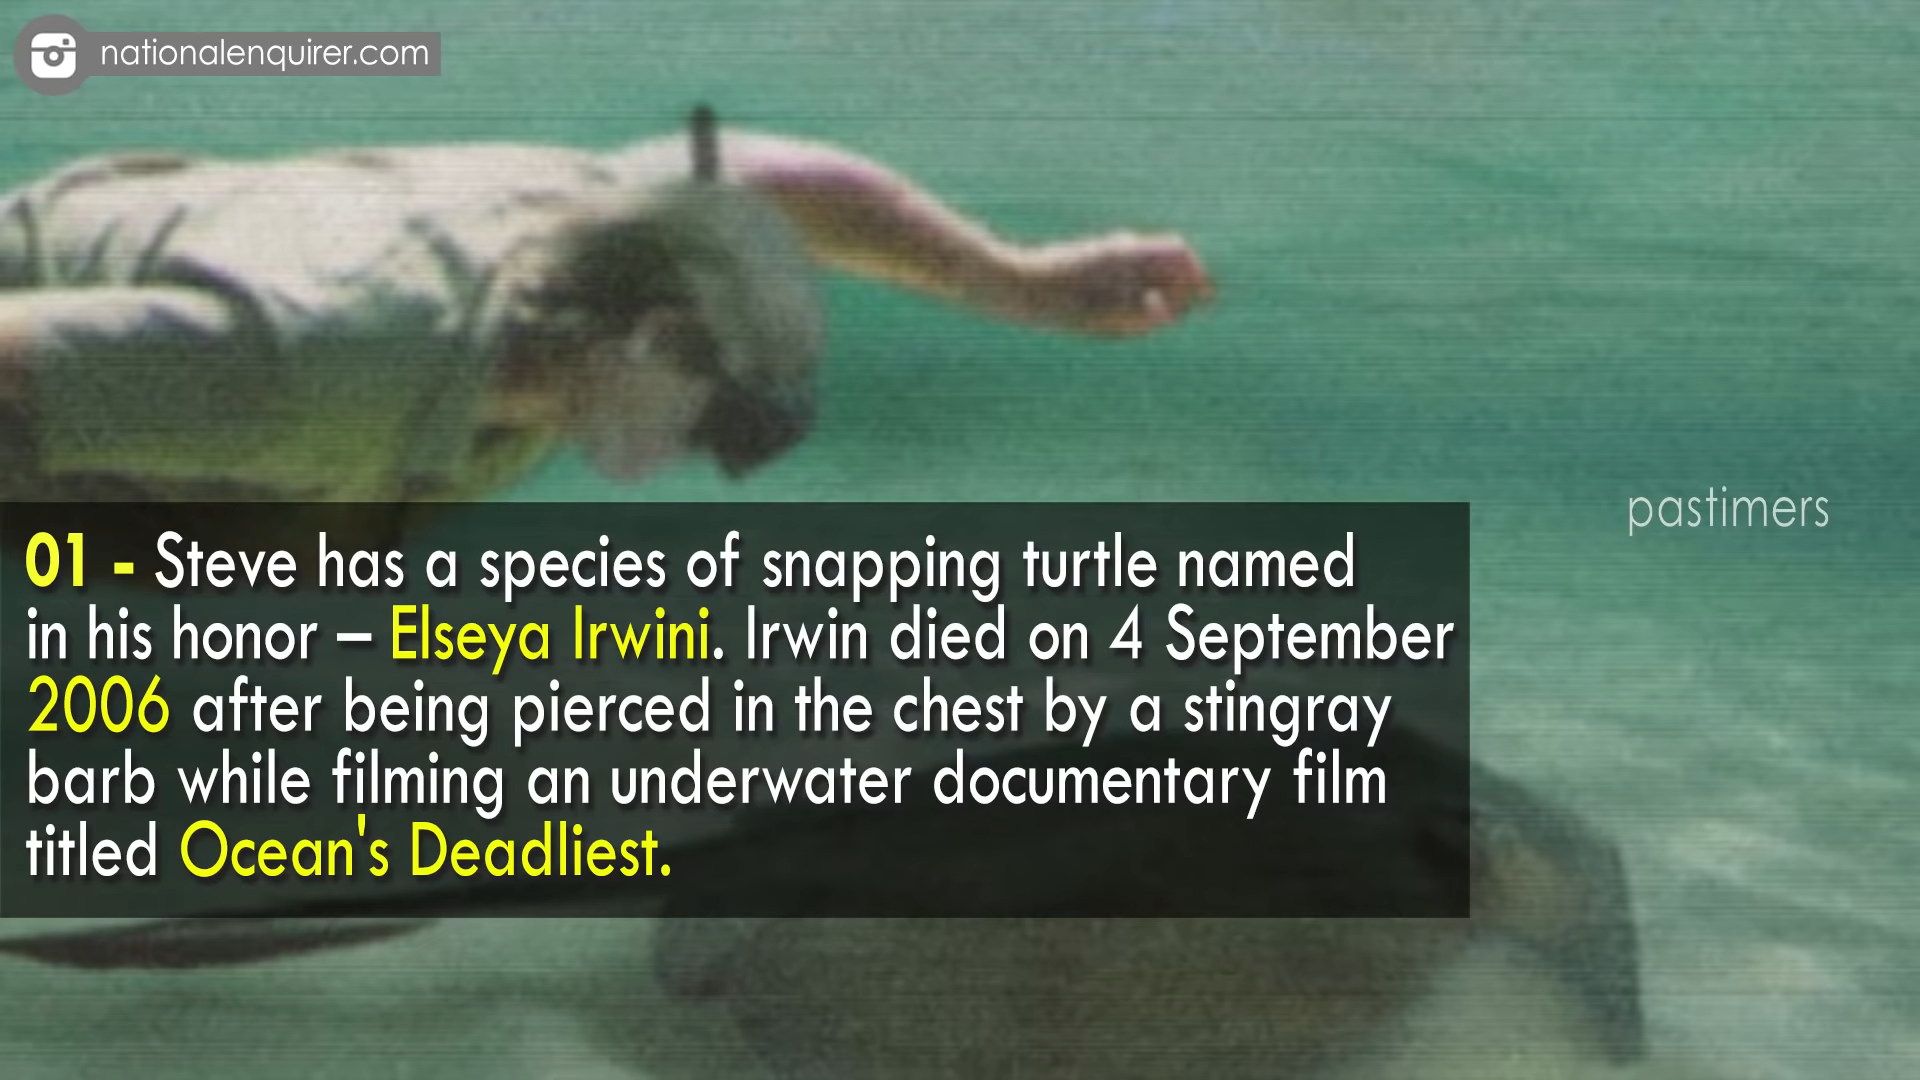 nationalenquirer.com
pastimers
01 - Steve has a species of snapping turtle named
in his honor – Elseya Irwini. Irwin died on 4 September
2006 after being pierced in the chest by a stingray
barb while filming an underwater documentary film
titled Ocean's Deadliest.